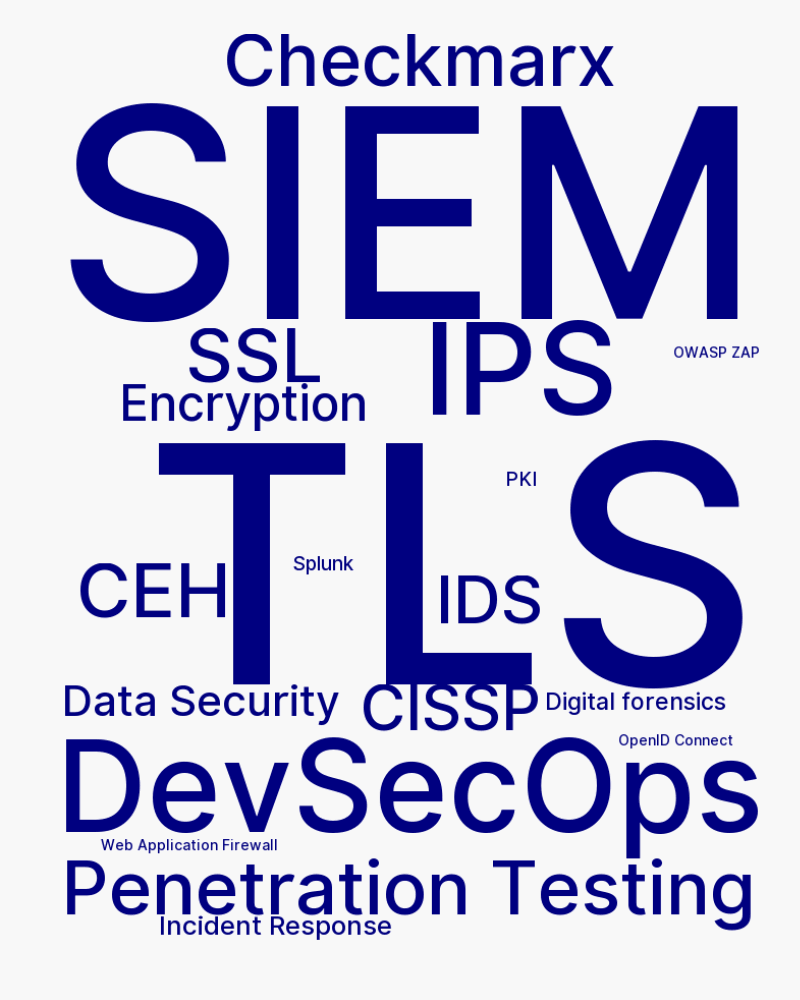 Checkmarx
SIEM
SSL
IPS
OWASP ZAP
Encryption
TLS
PKI
Splunk
CEH
IDS
Data Security
CISSP
Digital forensics
OpenID Connect
DevSecOps
Web Application Firewall
Penetration Testing
Incident Response